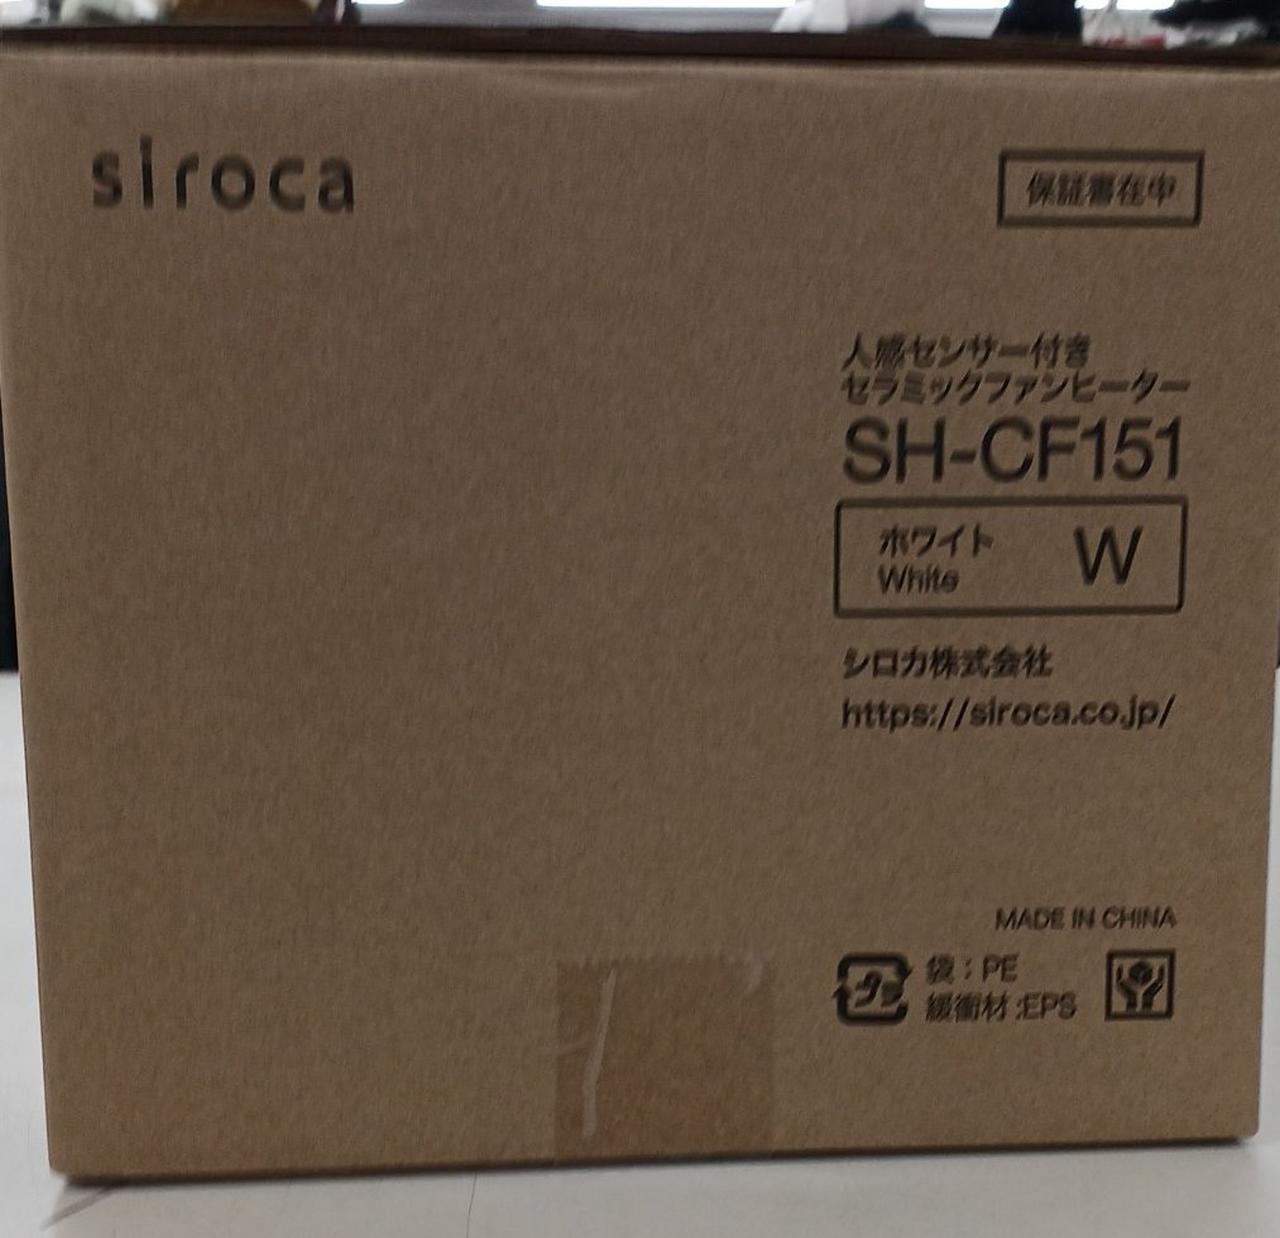 siroca
保証書在中
人感センサー付き
セラミックファンヒーター
SH-CF151
ホワイト W
White
シロカ株式会社
https://siroca.co.jp/
MADE IN CHINA
プラ 袋：PE
緩衝材：EPS